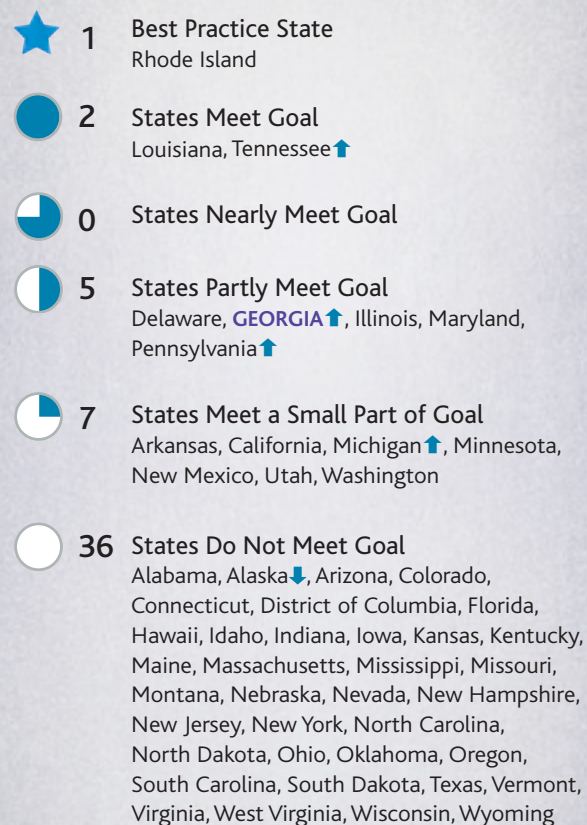 1 Best Practice State
Rhode Island
2 States Meet Goal
Louisiana, Tennessee⬆
0 States Nearly Meet Goal
5 States Partly Meet Goal
Delaware, GEORGIA⬆, Illinois, Maryland,
Pennsylvania⬆
7 States Meet a Small Part of Goal
Arkansas, California, Michigan⬆, Minnesota,
New Mexico, Utah, Washington
36 States Do Not Meet Goal
Alabama, Alaska⬇, Arizona, Colorado,
Connecticut, District of Columbia, Florida,
Hawaii, Idaho, Indiana, Iowa, Kansas, Kentucky,
Maine, Massachusetts, Mississippi, Missouri,
Montana, Nebraska, Nevada, New Hampshire,
New Jersey, New York, North Carolina,
North Dakota, Ohio, Oklahoma, Oregon,
South Carolina, South Dakota, Texas, Vermont,
Virginia, West Virginia, Wisconsin, Wyoming